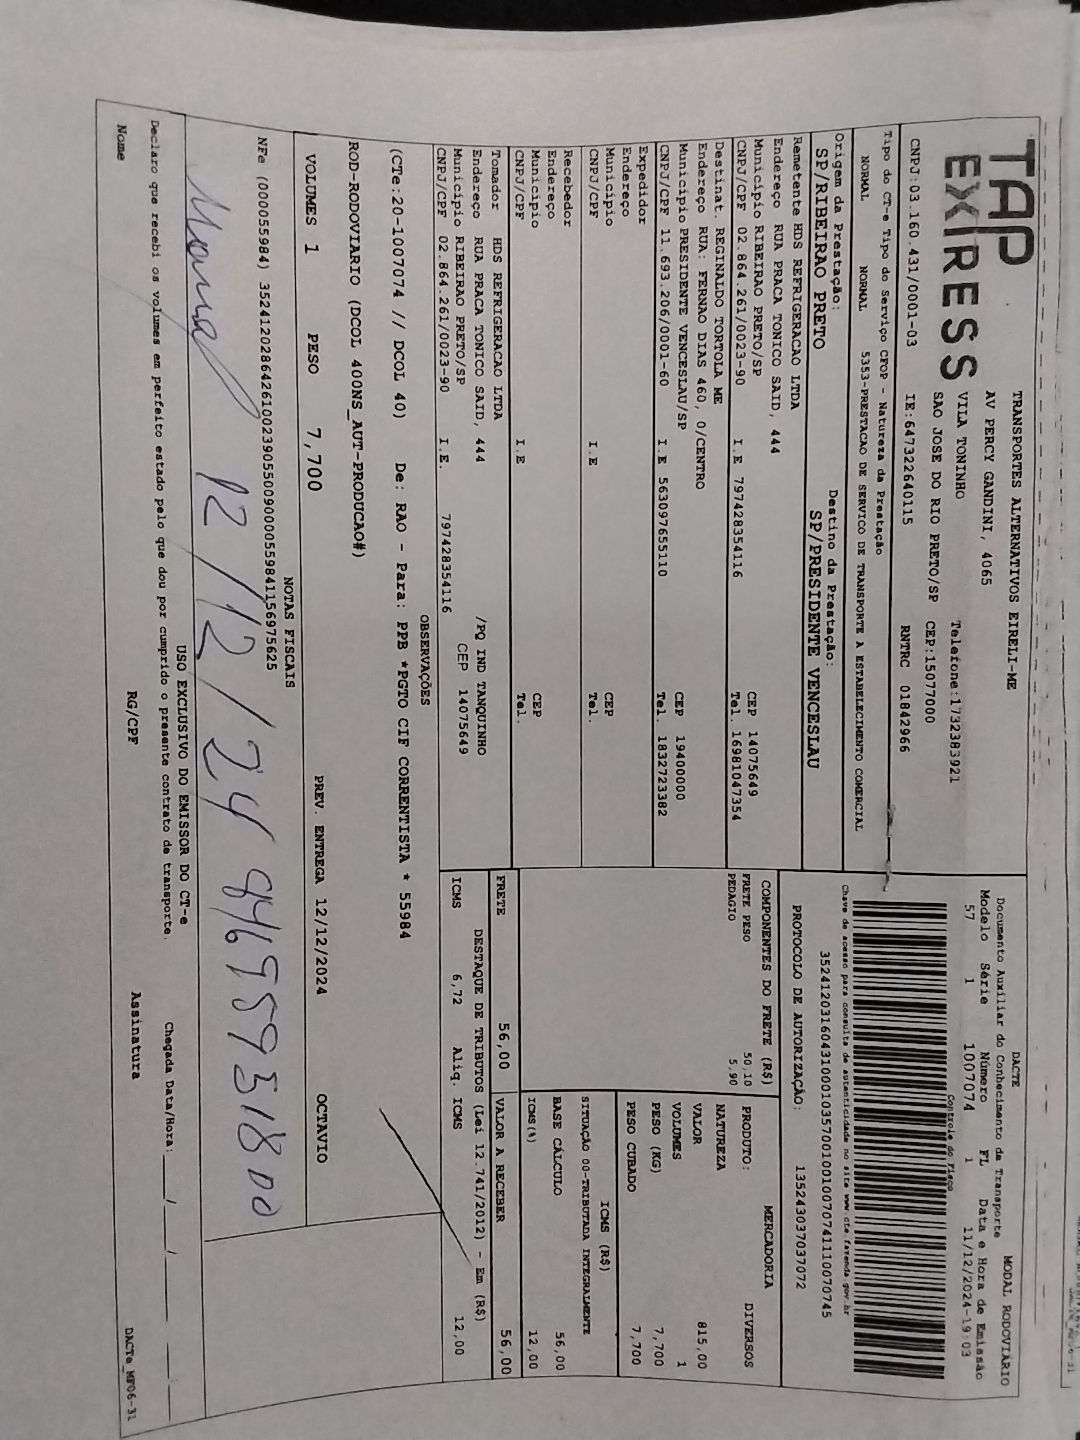 TAP
EXPRESS
TRANSPORTES ALTERNATIVOS EIRELI-ME
AV PERCY GANDINI, 4065
VILA TONINHO Telefone:1732383921
SAO JOSE DO RIO PRETO/SP CEP:15077000
CNPJ:03.160.431/0001-03 IE:647322640115 RNTRC 01842966
DACTE MODAL RODOVIÁRIO
Documento Auxiliar do Conhecimento de Transporte
Modelo Série Número FL Data e Hora de Emissão
57 1 1007074 1 11/12/2024-19:03
Controle do Fisco
Chave de acesso para consulta de autenticidade no site www.cte.fazenda.gov.br
35241203160431000103570010010070741110070745
PROTOCOLO DE AUTORIZAÇÃO: 135243037037072
Tipo do CT-e Tipo do Serviço CFOP - Natureza da Prestação
NORMAL NORMAL 5353-PRESTACAO DE SERVICO DE TRANSPORTE A ESTABELECIMENTO COMERCIAL
Origem da Prestação: Destino da Prestação:
SP/RIBEIRAO PRETO SP/PRESIDENTE VENCESLAU
Remetente HDS REFRIGERACAO LTDA
Endereço RUA PRACA TONICO SAID, 444
Município RIBEIRAO PRETO/SP CEP 14075649
CNPJ/CPF 02.864.261/0023-90 I.E 797428354116 Tel. 16981047354
Destinat. REGINALDO TORTOLA ME
Endereço RUA: FERNAO DIAS 460, 0/CENTRO
Município PRESIDENTE VENCESLAU/SP CEP 19400000
CNPJ/CPF 11.693.206/0001-60 I.E 563097655110 Tel. 1832723382
Expedidor
Endereço
Município CEP
CNPJ/CPF I.E Tel.
Recebedor
Endereço
Município CEP
CNPJ/CPF I.E Tel.
Tomador HDS REFRIGERACAO LTDA
Endereço RUA PRACA TONICO SAID, 444 /PQ IND TANQUINHO
Município RIBEIRAO PRETO/SP CEP 14075649
CNPJ/CPF 02.864.261/0023-90 I.E. 797428354116
COMPONENTES DO FRETE (R$)
FRETE PESO 50,10
PEDAGIO 5,90
MERCADORIA
PRODUTO: DIVERSOS
NATUREZA
VALOR 815,00
VOLUMES 1
PESO (KG) 7,700
PESO CUBADO 7,700
ICMS (R$)
SITUAÇÃO 00-TRIBUTADA INTEGRALMENTE
BASE CÁLCULO 56,00
ICMS(%) 12,00
FRETE 56,00 VALOR A RECEBER 56,00
DESTAQUE DE TRIBUTOS (Lei 12.741/2012) - Em (R$)
ICMS 6,72 Aliq. ICMS 12,00
OBSERVAÇÕES
(CTe:20-1007074 // DCOL 40) De: RAO - Para: PPB *PGTO CIF CORRENTISTA * 55984
ROD-RODOVIARIO (DCOL 400NS_AUT-PRODUCAO#)
VOLUMES 1 PESO 7,700 PREV. ENTREGA 12/12/2024 OCTAVIO
NOTAS FISCAIS
NFe (000055984) 35241202864261002390550090000559841156975625
12/12/24
USO EXCLUSIVO DO EMISSOR DO CT-e
Declaro que recebi os volumes em perfeito estado pelo que dou por cumprido o presente contrato de transporte. Chegada Data/Hora:___/___/___ ___
Nome RG/CPF Assinatura DACTe_MF06-31